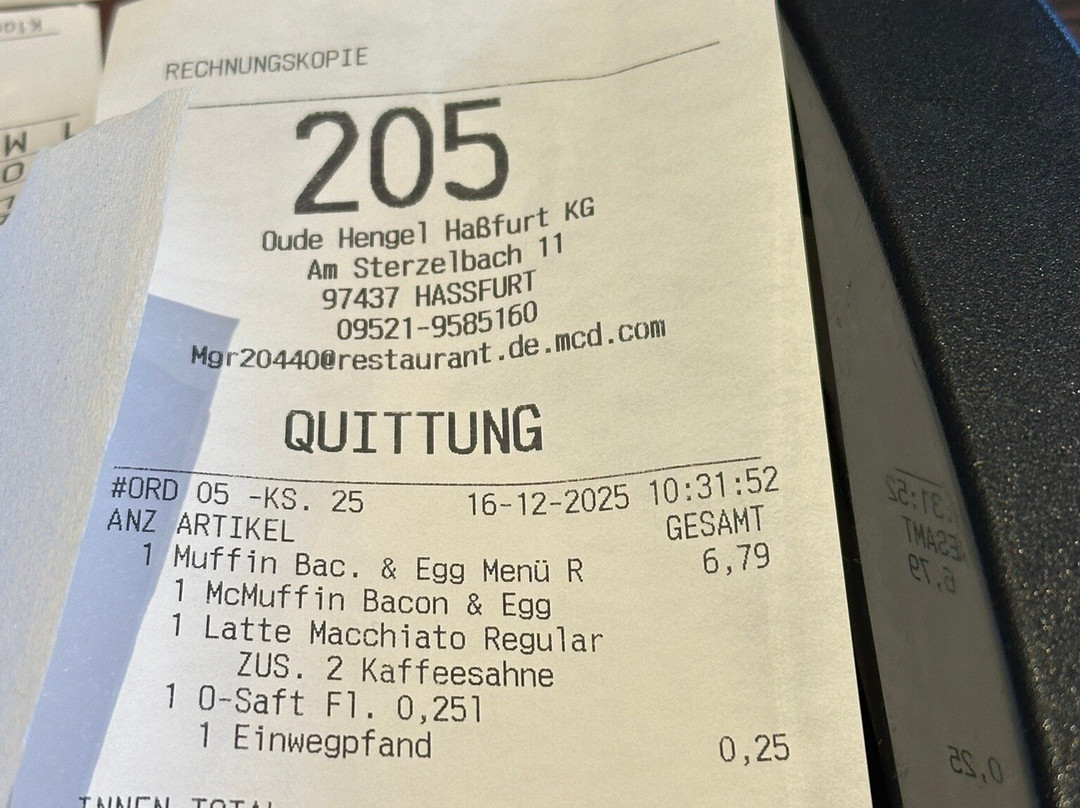 RECHNUNGSKOPIE
205
Oude Hengel Haßfurt KG
Am Sterzelbach 11
97437 HASSFURT
09521-9585160
Mgr20440@restaurant.de.mcd.com
QUITTUNG
#ORD 05 -KS. 25 16-12-2025 10:31:52
ANZ ARTIKEL GESAMT
1 Muffin Bac. & Egg Menü R 6,79
1 McMuffin Bacon & Egg
1 Latte Macchiato Regular
ZUS. 2 Kaffeesahne
1 O-Saft Fl. 0,25l
1 Einwegpfand 0,25
INNEN TOTAL